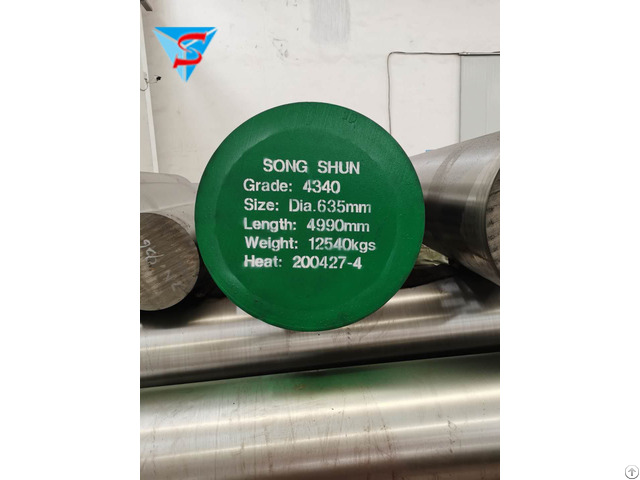 SONG SHUN
Grade: 4340
Size: Dia.635mm
Length: 4990mm
Weight: 12540kgs
Heat: 200427-4